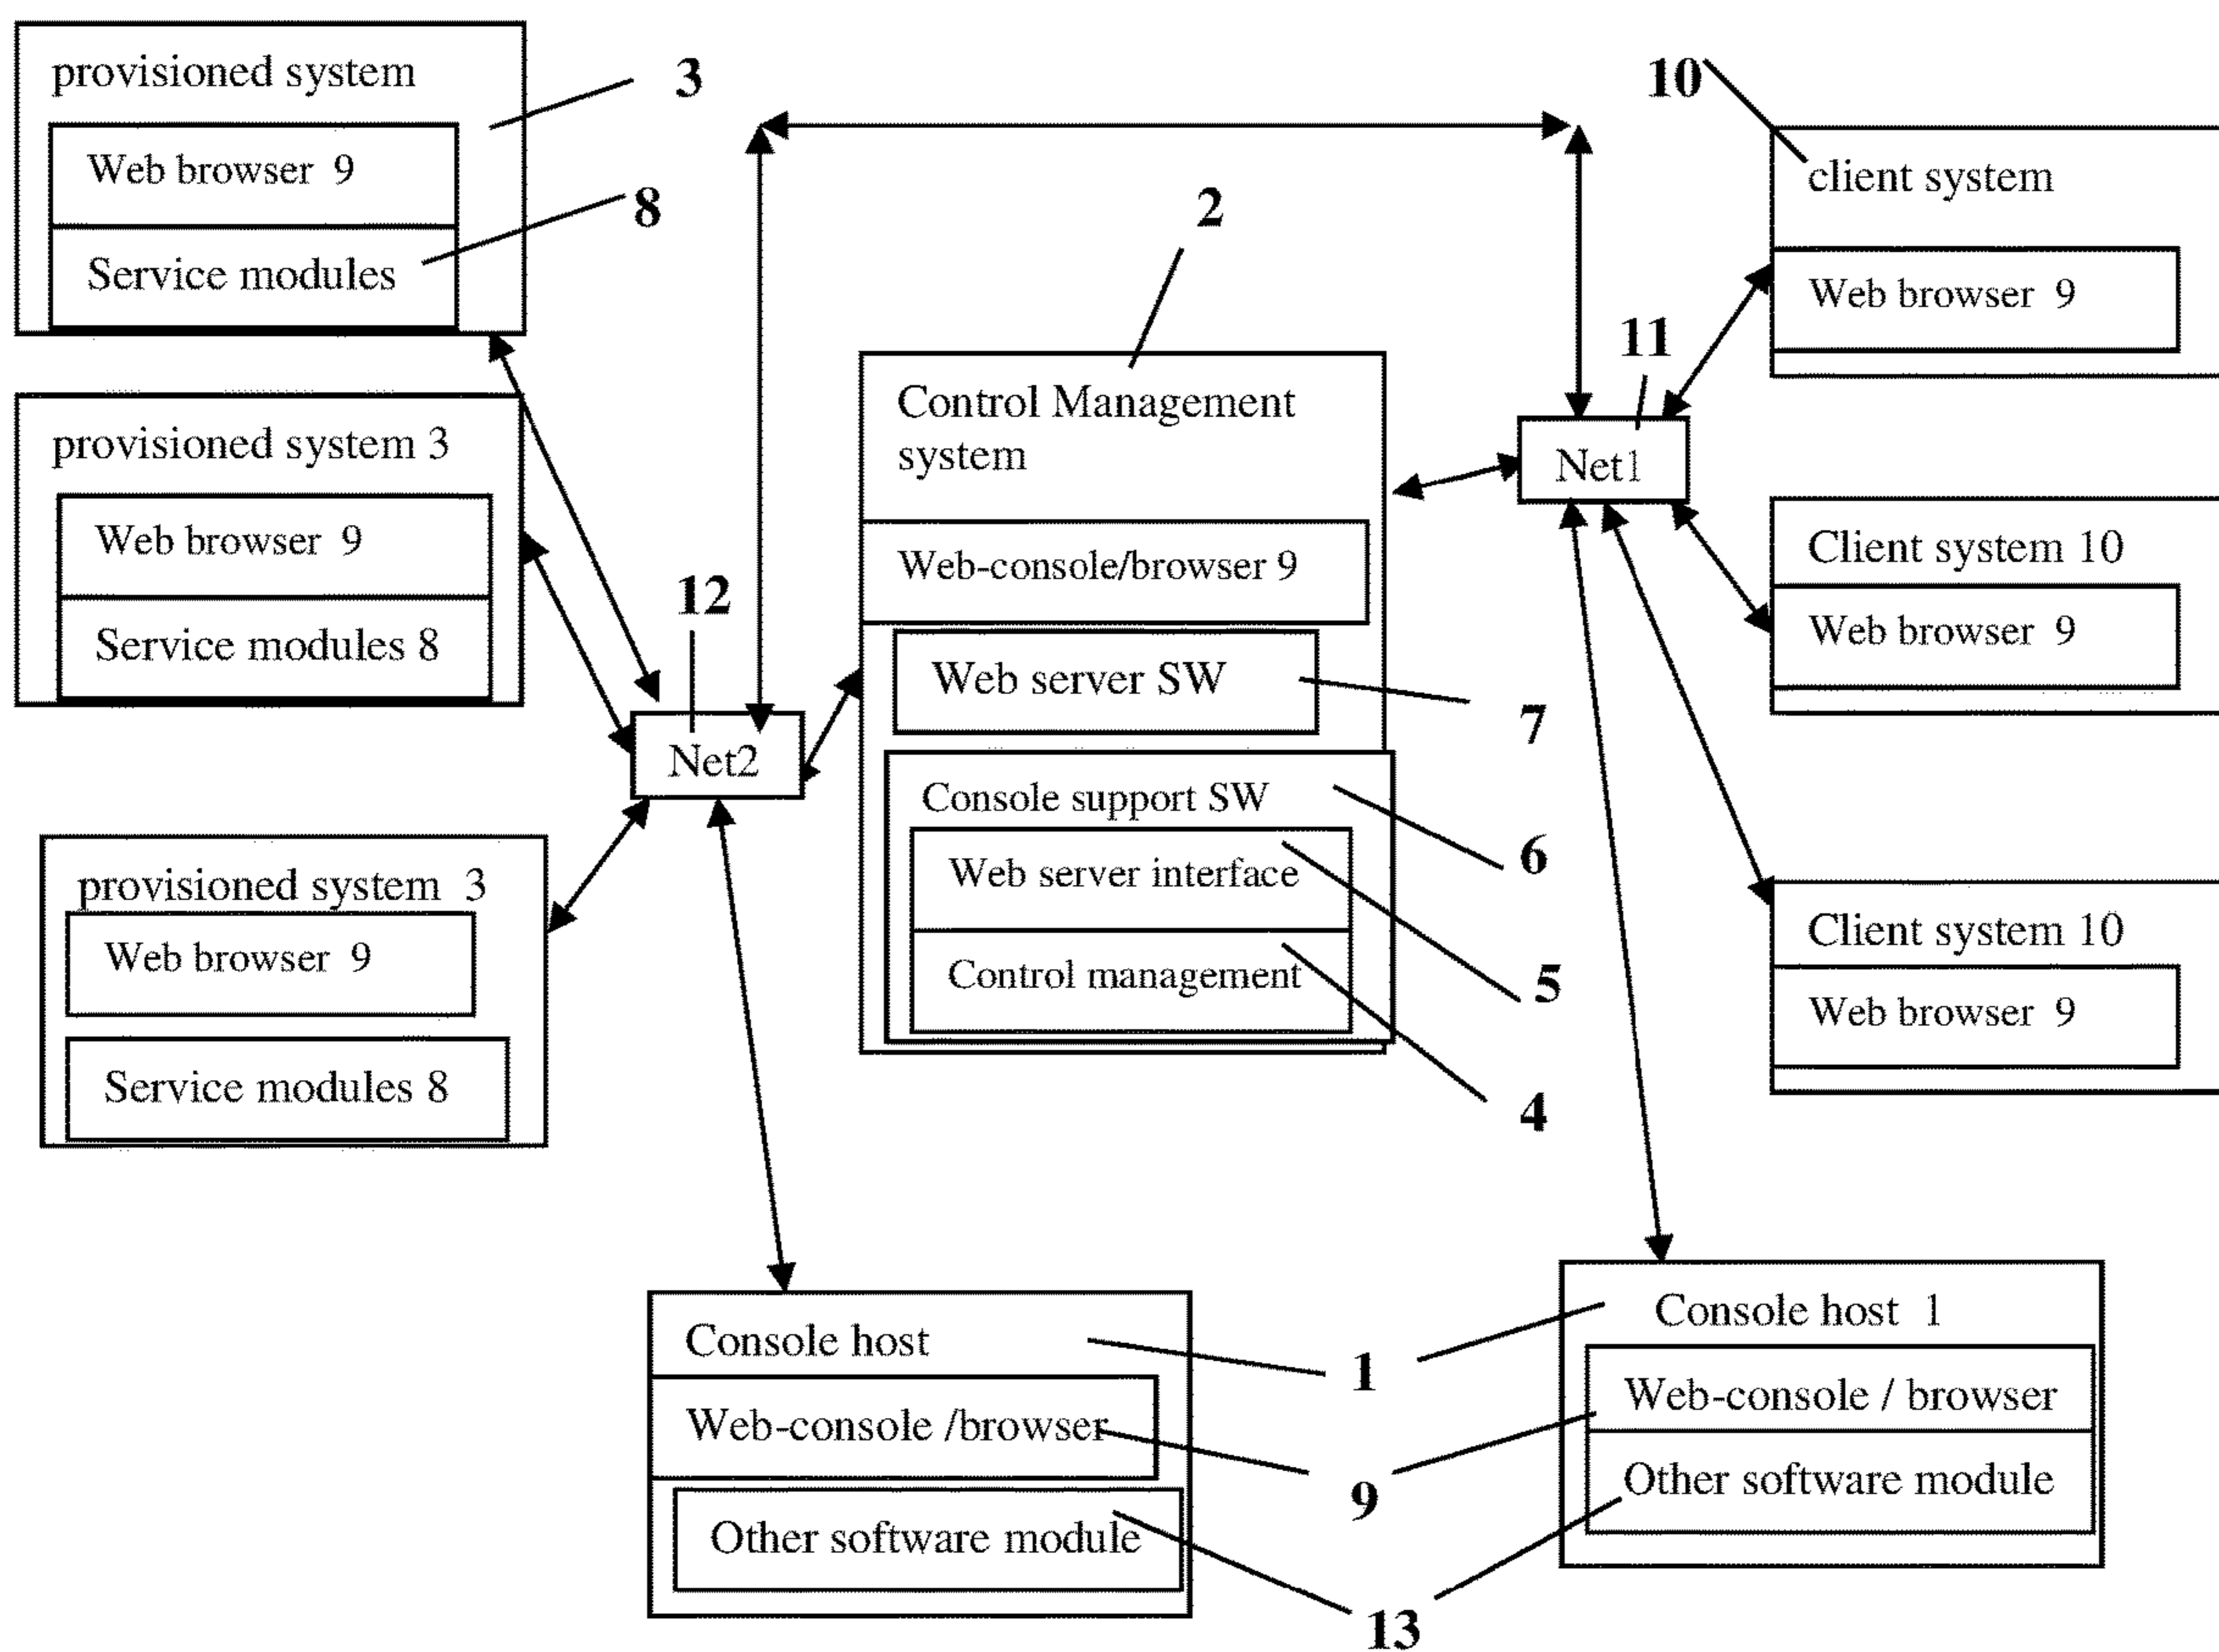 provisioned system
3
Web browser 9
8
Service modules
provisioned system 3
Web browser 9
Service modules 8
12
Net2
provisioned system 3
Web browser 9
Service modules 8
2
Control Management
system
Web-console/browser 9
Web server SW
7
Console support SW
6
Web server interface
5
Control management
4
10
client system
Web browser 9
11
Net1
Client system 10
Web browser 9
Client system 10
Web browser 9
Console host
1
Web-console /browser
9
Other software module
13
Console host 1
Web-console / browser
Other software module